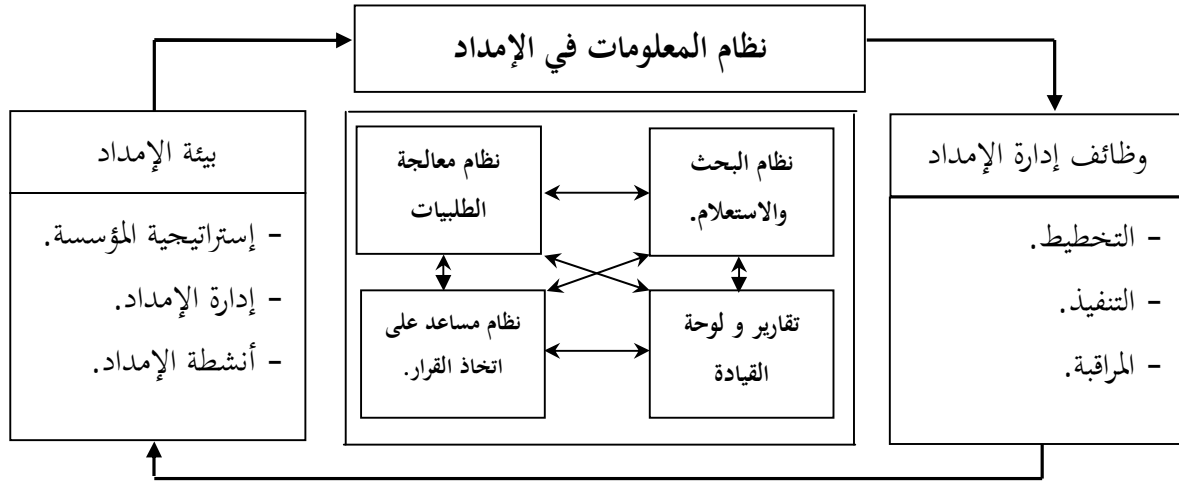 نظام المعلومات في الإمداد
وظائف إدارة الإمداد
- التخطيط.
- التنفيذ.
- المراقبة.
نظام البحث
والاستعلام.
نظام معالجة
الطلبيات
تقارير و لوحة
القيادة
نظام مساعد على
اتخاذ القرار.
بيئة الإمداد
- إستراتيجية المؤسسة.
- إدارة الإمداد.
- أنشطة الإمداد.